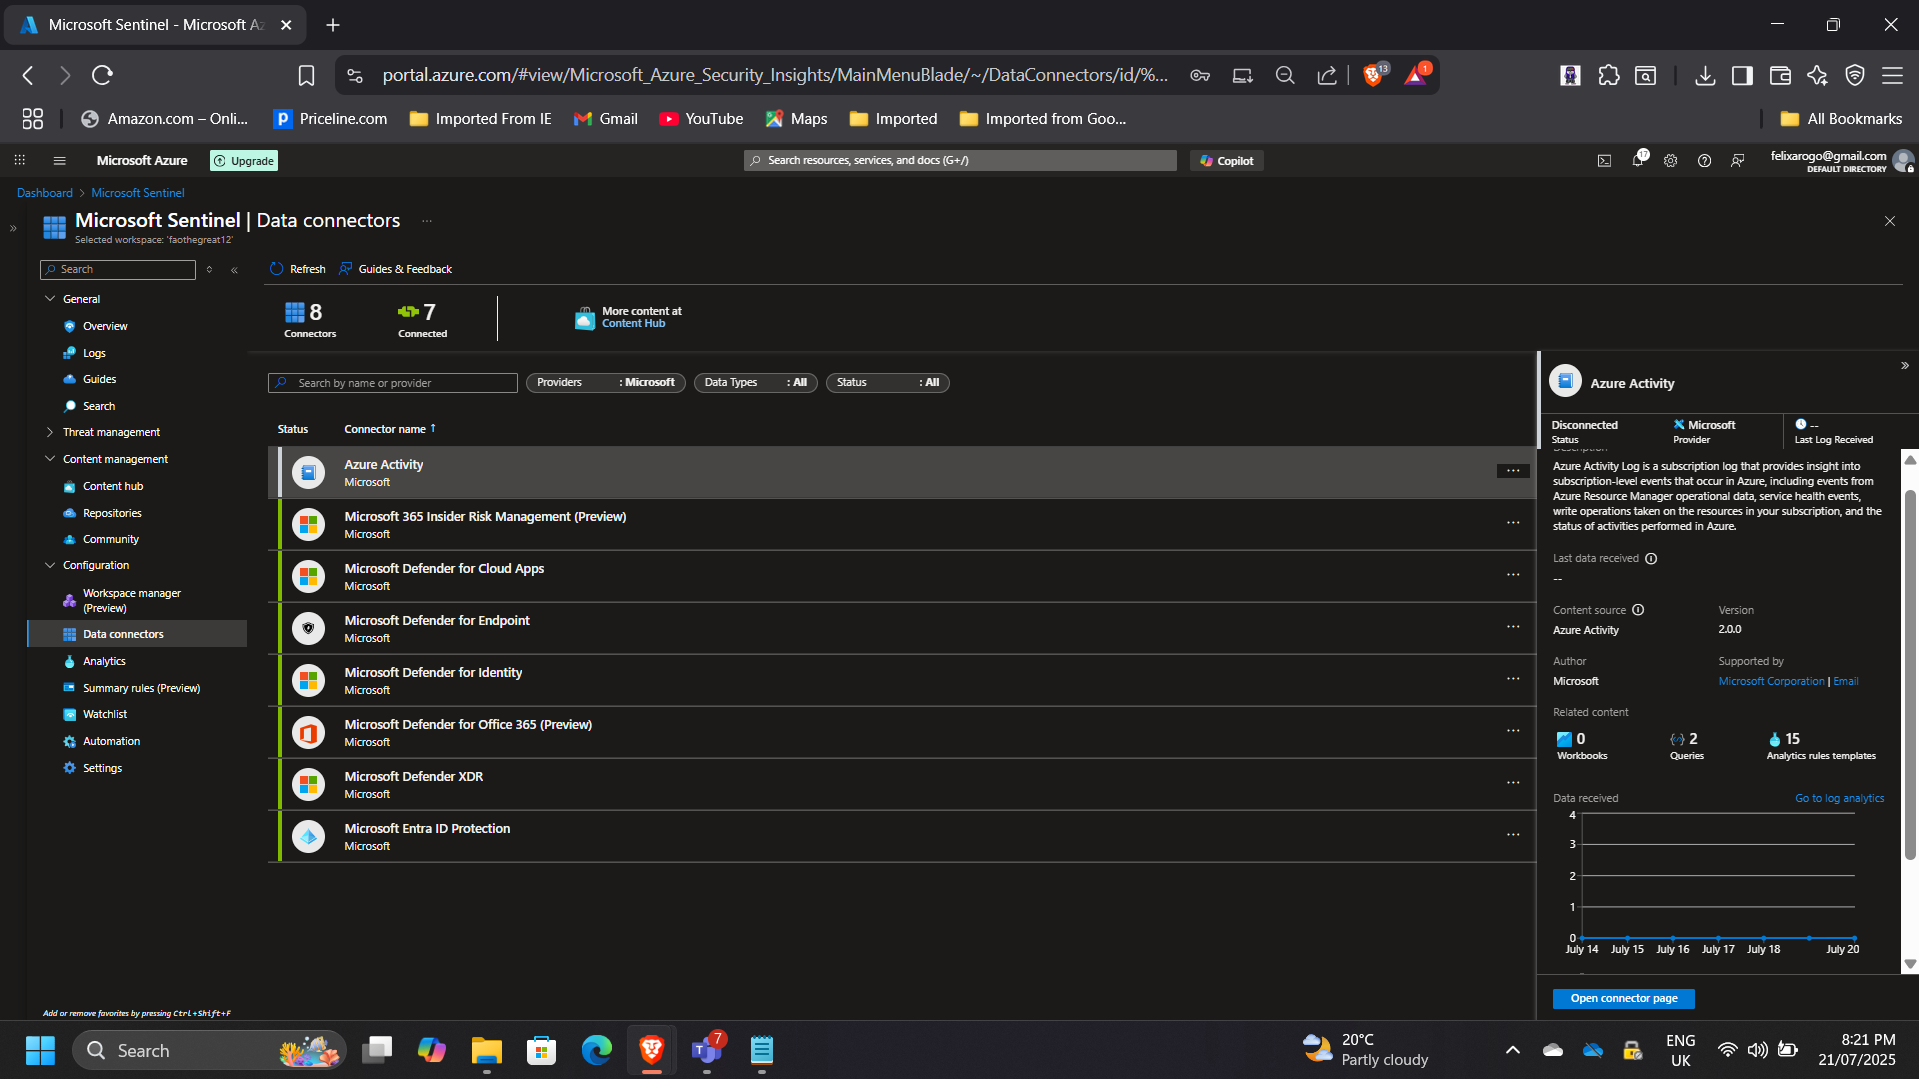 Microsoft Sentinel - Microsoft Az
portal.azure.com/#view/Microsoft_Azure_Security_Insights/MainMenuBlade/~/DataConnectors/id/%...
13
1
Amazon.com – Onli...
Priceline.com
Imported From IE
Gmail
YouTube
Maps
Imported
Imported from Goo...
All Bookmarks
Microsoft Azure
Upgrade
Search resources, services, and docs (G+/)
Copilot
17
felixarogo@gmail.com
DEFAULT DIRECTORY
Dashboard > Microsoft Sentinel
Microsoft Sentinel | Data connectors ...
Selected workspace: 'faothegreat12'
Search
Refresh
Guides & Feedback
General
Overview
Logs
Guides
Search
Threat management
Content management
Content hub
Repositories
Community
Configuration
Workspace manager
(Preview)
Data connectors
Analytics
Summary rules (Preview)
Watchlist
Automation
Settings
Add or remove favorites by pressing Ctrl+Shift+F
8
Connectors
7
Connected
More content at
Content Hub
Search by name or provider
Providers : Microsoft
Data Types : All
Status : All
Status
Connector name ↑
Azure Activity
Microsoft
Microsoft 365 Insider Risk Management (Preview)
Microsoft
Microsoft Defender for Cloud Apps
Microsoft
Microsoft Defender for Endpoint
Microsoft
Microsoft Defender for Identity
Microsoft
Microsoft Defender for Office 365 (Preview)
Microsoft
Microsoft Defender XDR
Microsoft
Microsoft Entra ID Protection
Microsoft
Azure Activity
Disconnected
Status
Microsoft
Provider
--
Last Log Received
Description
Azure Activity Log is a subscription log that provides insight into
subscription-level events that occur in Azure, including events from
Azure Resource Manager operational data, service health events,
write operations taken on the resources in your subscription, and the
status of activities performed in Azure.
Last data received
--
Content source
Azure Activity
Version
2.0.0
Author
Microsoft
Supported by
Microsoft Corporation | Email
Related content
0
Workbooks
2
Queries
15
Analytics rules templates
Data received
Go to log analytics
4
3
2
1
0
July 14 July 15 July 16 July 17 July 18 July 20
Open connector page
Search
7
20°C
Partly cloudy
ENG
UK
8:21 PM
21/07/2025